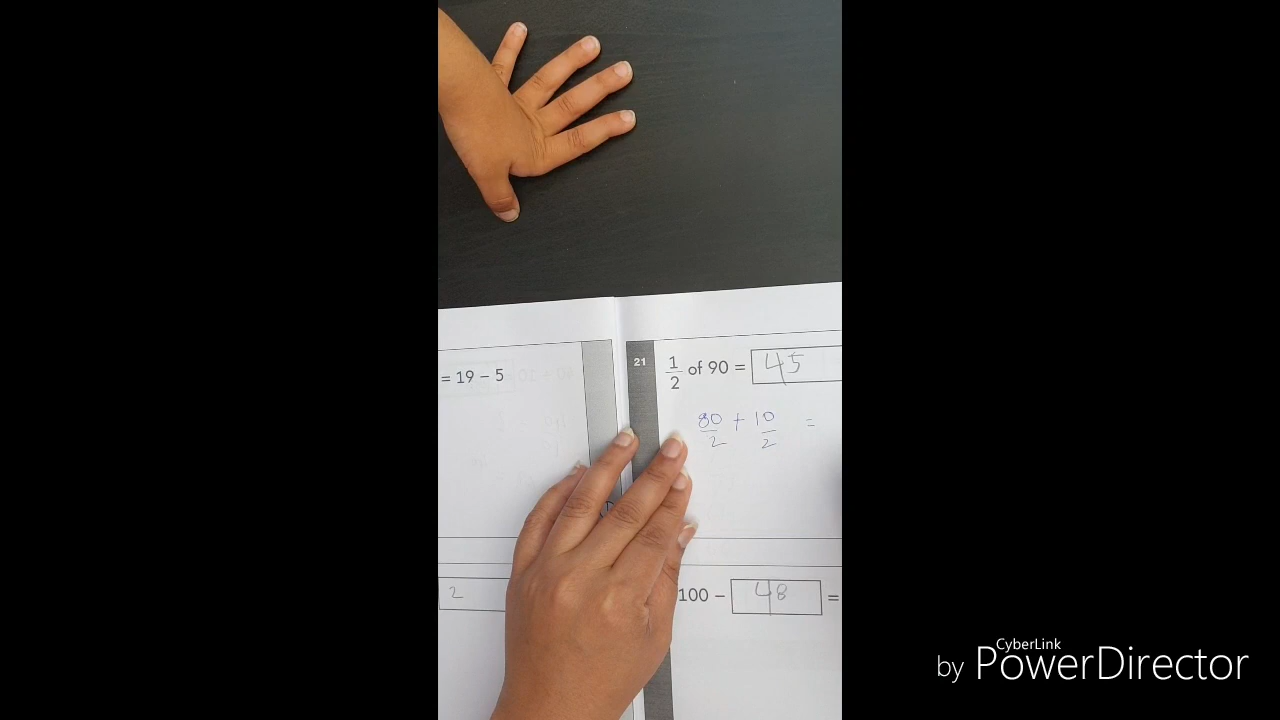 = 19 – 5
21
1/2 of 90 = 45
80/2 + 10/2 =
2
100 – 48 =
CyberLink
by PowerDirector